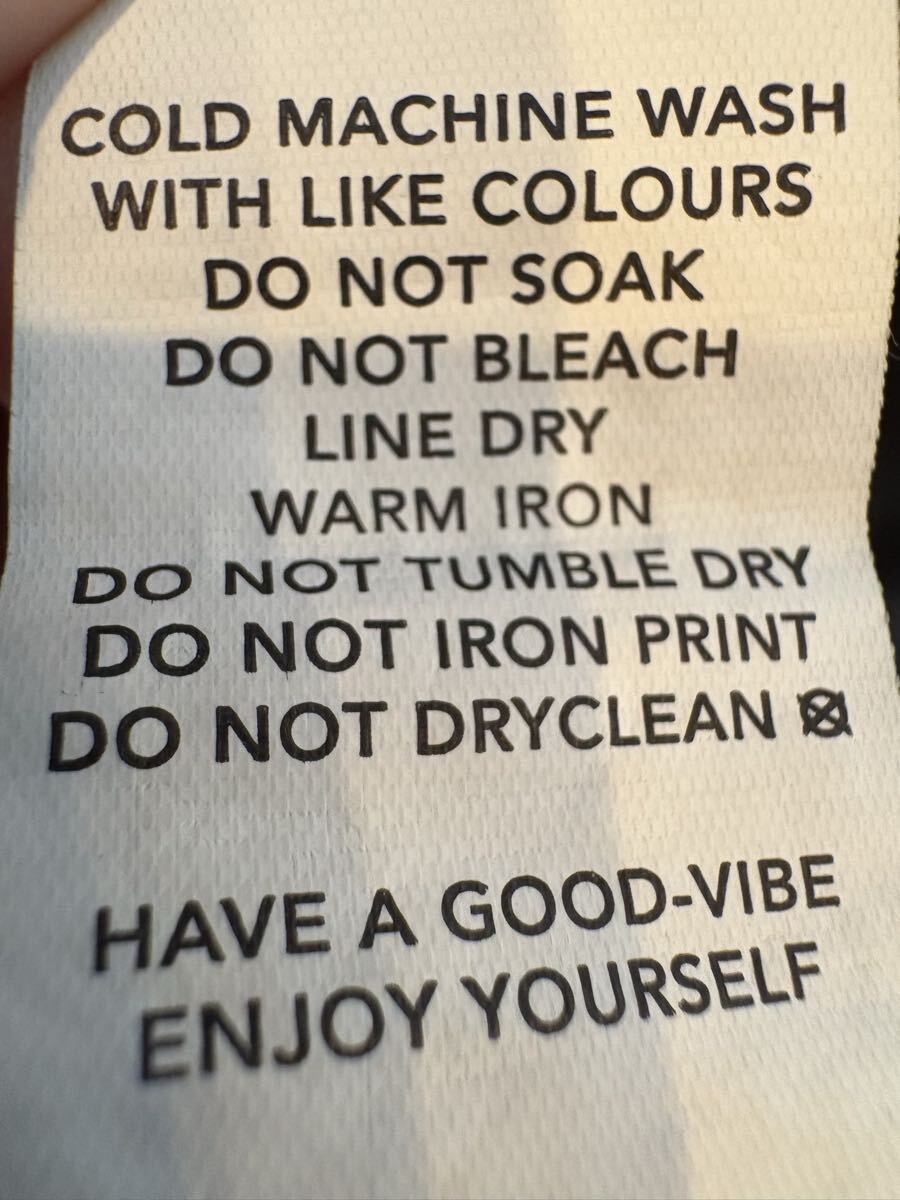 COLD MACHINE WASH
WITH LIKE COLOURS
DO NOT SOAK
DO NOT BLEACH
LINE DRY
WARM IRON
DO NOT TUMBLE DRY
DO NOT IRON PRINT
DO NOT DRYCLEAN
HAVE A GOOD-VIBE
ENJOY YOURSELF